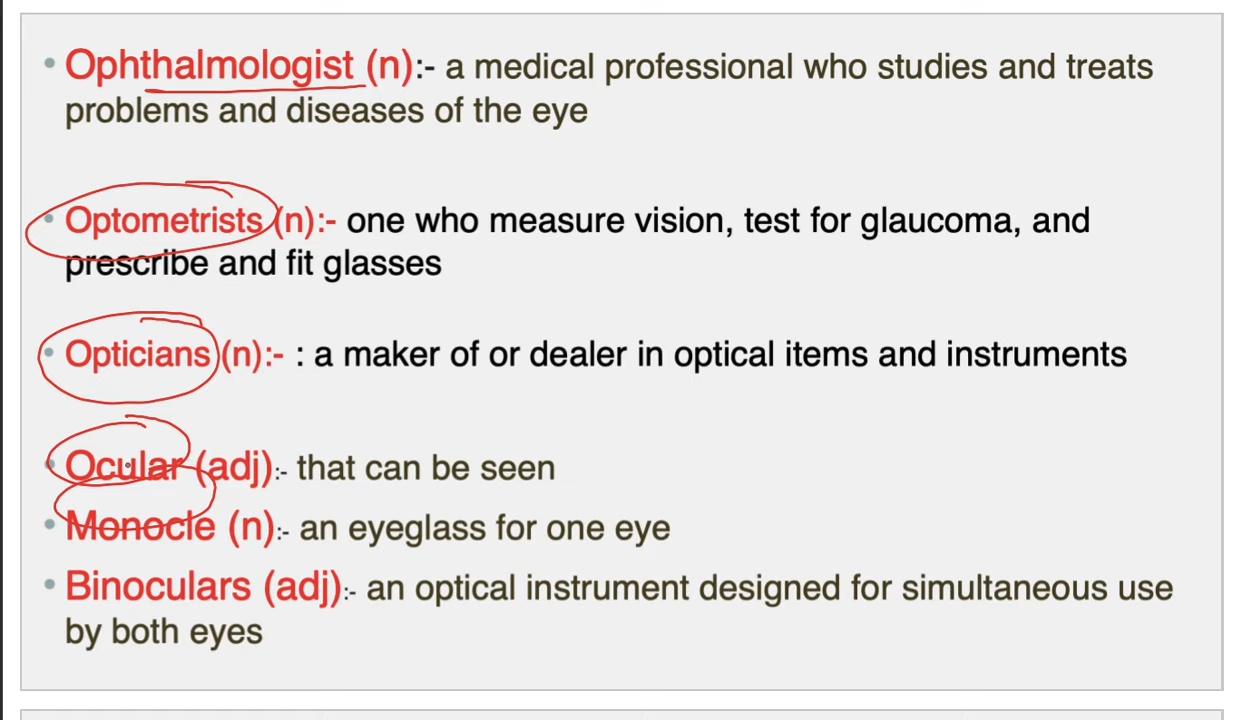 • Ophthalmologist (n):- a medical professional who studies and treats
problems and diseases of the eye
• Optometrists (n):- one who measure vision, test for glaucoma, and
prescribe and fit glasses
• Opticians (n):- : a maker of or dealer in optical items and instruments
• Ocular (adj):- that can be seen
• Monocle (n):- an eyeglass for one eye
• Binoculars (adj):- an optical instrument designed for simultaneous use
by both eyes